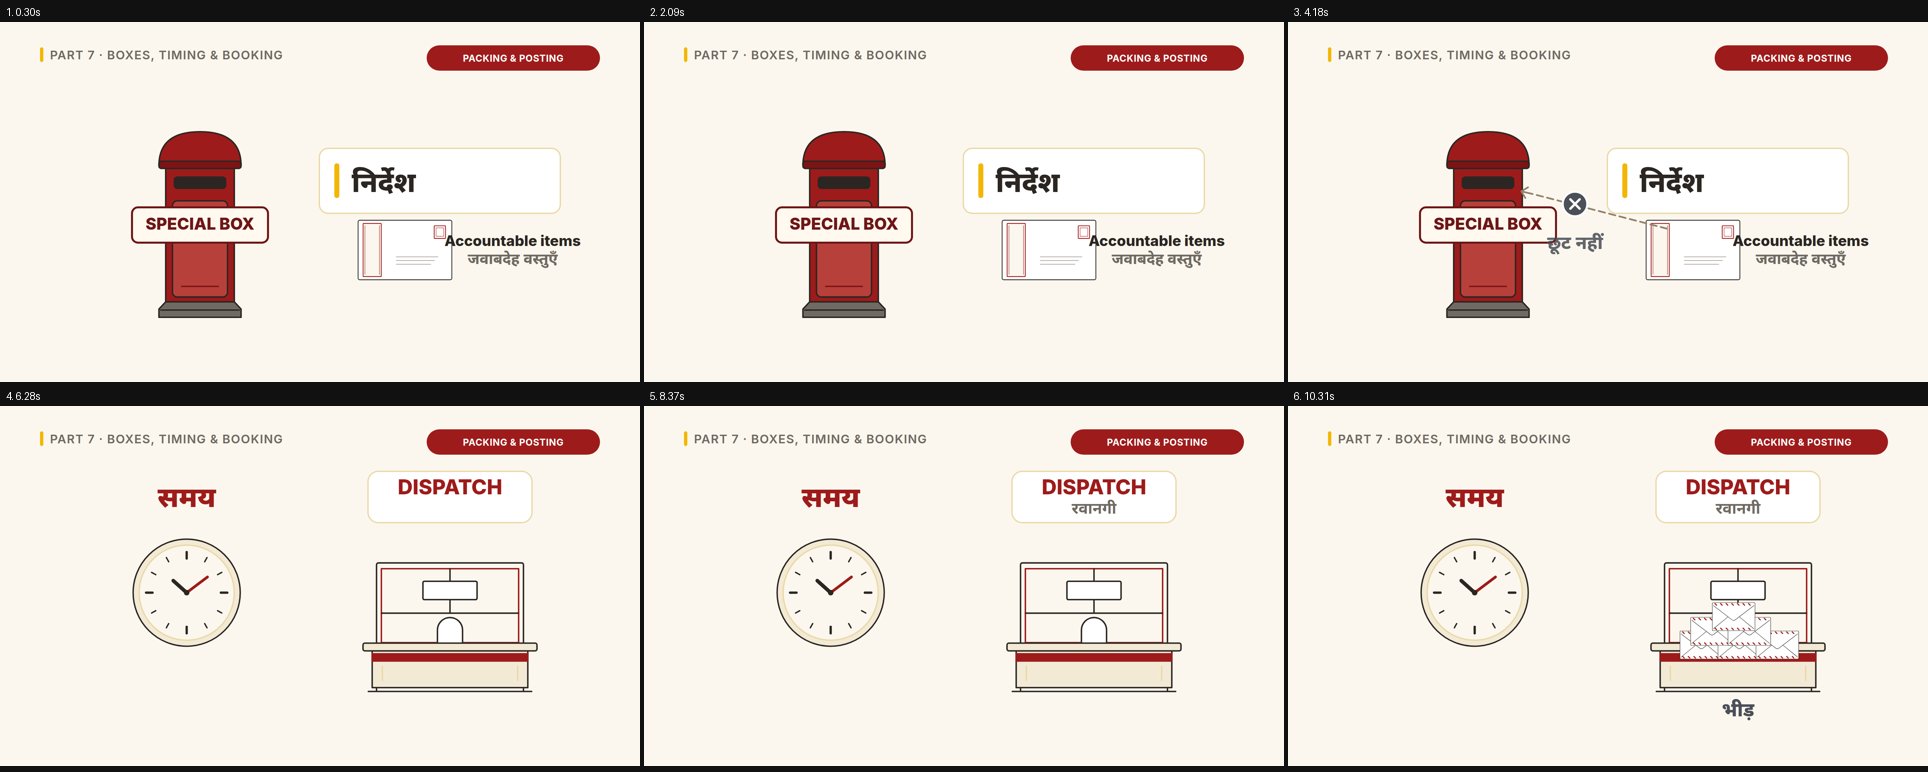 1. 0.30s
PART 7 · BOXES, TIMING & BOOKING
PACKING & POSTING
निर्देश
SPECIAL BOX
Accountable items
जवाबदेह वस्तुएँ
2. 2.09s
PART 7 · BOXES, TIMING & BOOKING
PACKING & POSTING
निर्देश
SPECIAL BOX
Accountable items
जवाबदेह वस्तुएँ
3. 4.18s
PART 7 · BOXES, TIMING & BOOKING
PACKING & POSTING
निर्देश
SPECIAL BOX
छूट नहीं
Accountable items
जवाबदेह वस्तुएँ
4. 6.28s
PART 7 · BOXES, TIMING & BOOKING
PACKING & POSTING
समय
DISPATCH
5. 8.37s
PART 7 · BOXES, TIMING & BOOKING
PACKING & POSTING
समय
DISPATCH
रवानगी
6. 10.31s
PART 7 · BOXES, TIMING & BOOKING
PACKING & POSTING
समय
DISPATCH
रवानगी
भीड़